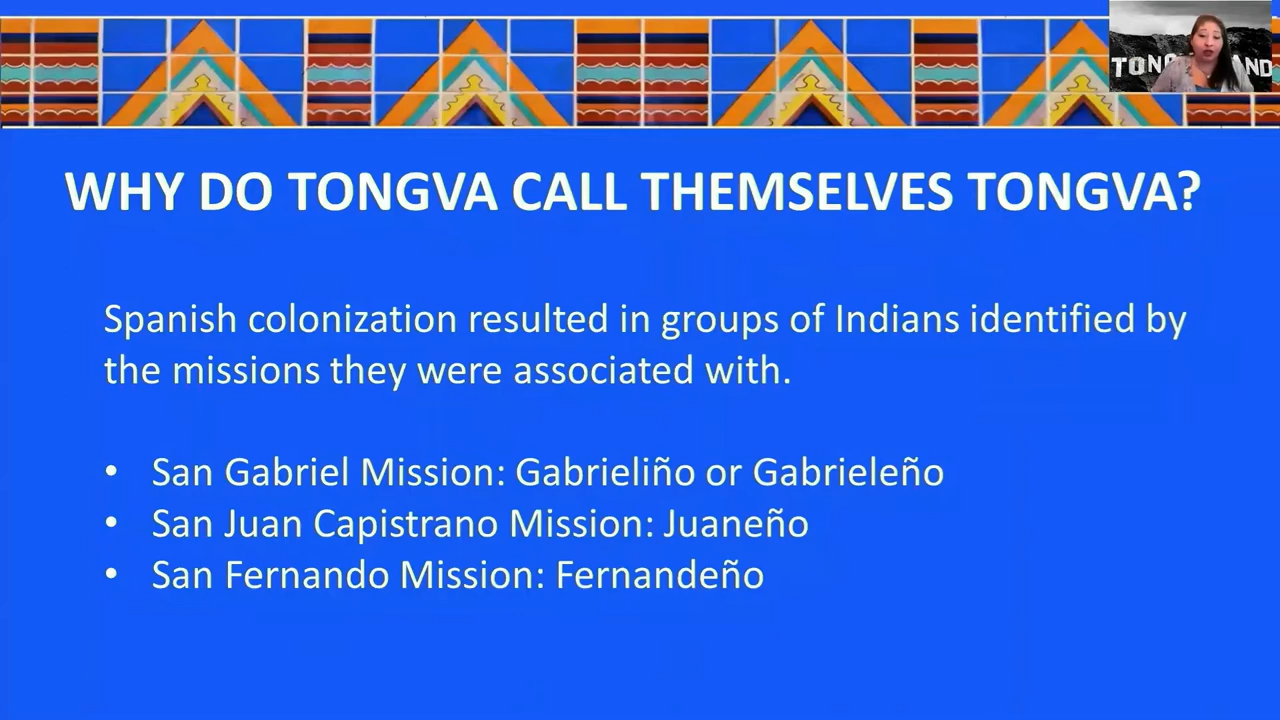 WHY DO TONGVA CALL THEMSELVES TONGVA?
Spanish colonization resulted in groups of Indians identified by
the missions they were associated with.
• San Gabriel Mission: Gabrieliño or Gabrieleño
• San Juan Capistrano Mission: Juaneño
• San Fernando Mission: Fernandeño